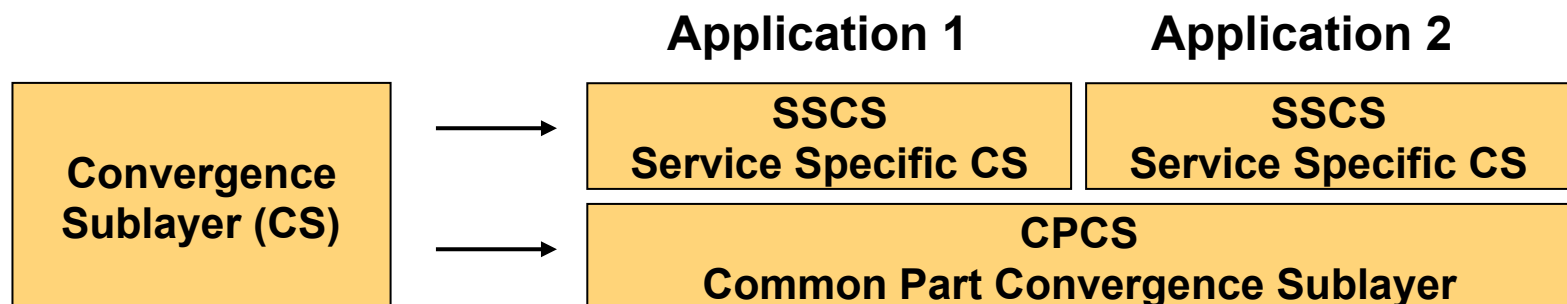 Application 1
Application 2
Convergence
Sublayer (CS)
SSCS
Service Specific CS
SSCS
Service Specific CS
CPCS
Common Part Convergence Sublayer